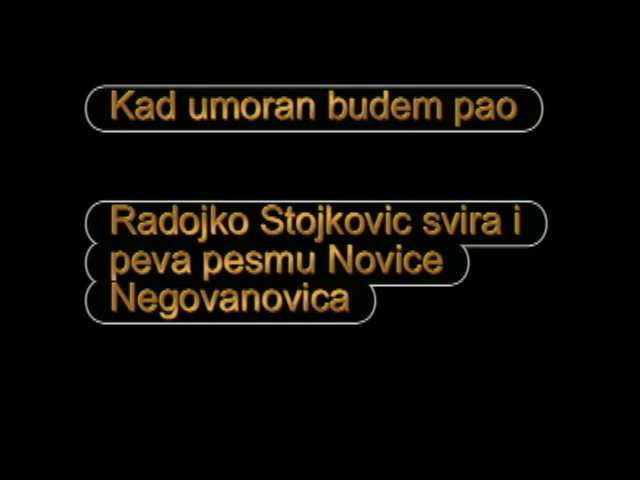 Kad umoran budem pao
Radojko Stojkovic svira i
peva pesmu Novice
Negovanovica